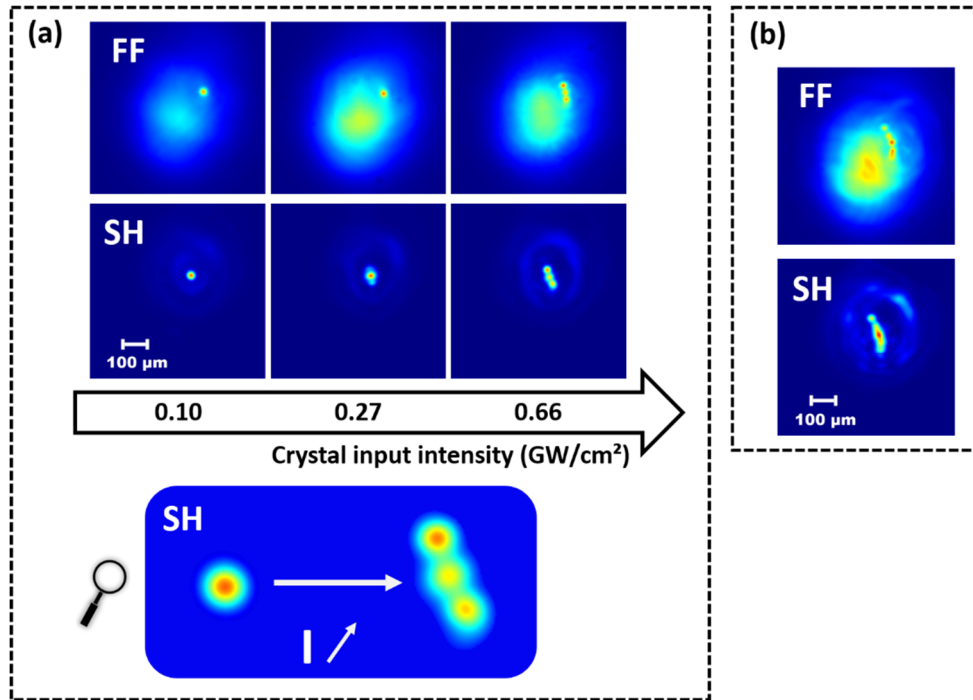 (a)
FF
SH
100 µm
0.10 0.27 0.66
Crystal input intensity (GW/cm²)
SH
I
(b)
FF
SH
100 µm